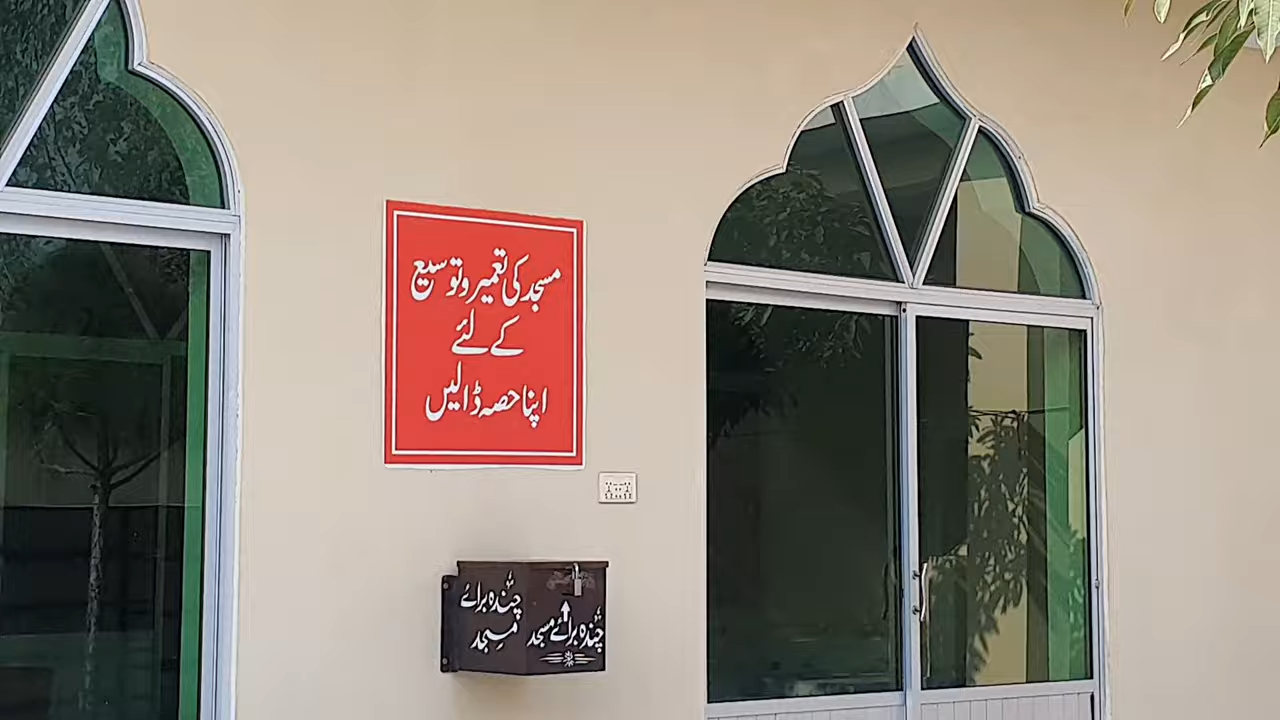 مسجد کی تعمیر و توسیع
کے لئے
اپنا حصہ ڈالیں
چندہ برائے
مسجد
چندہ برائے مسجد